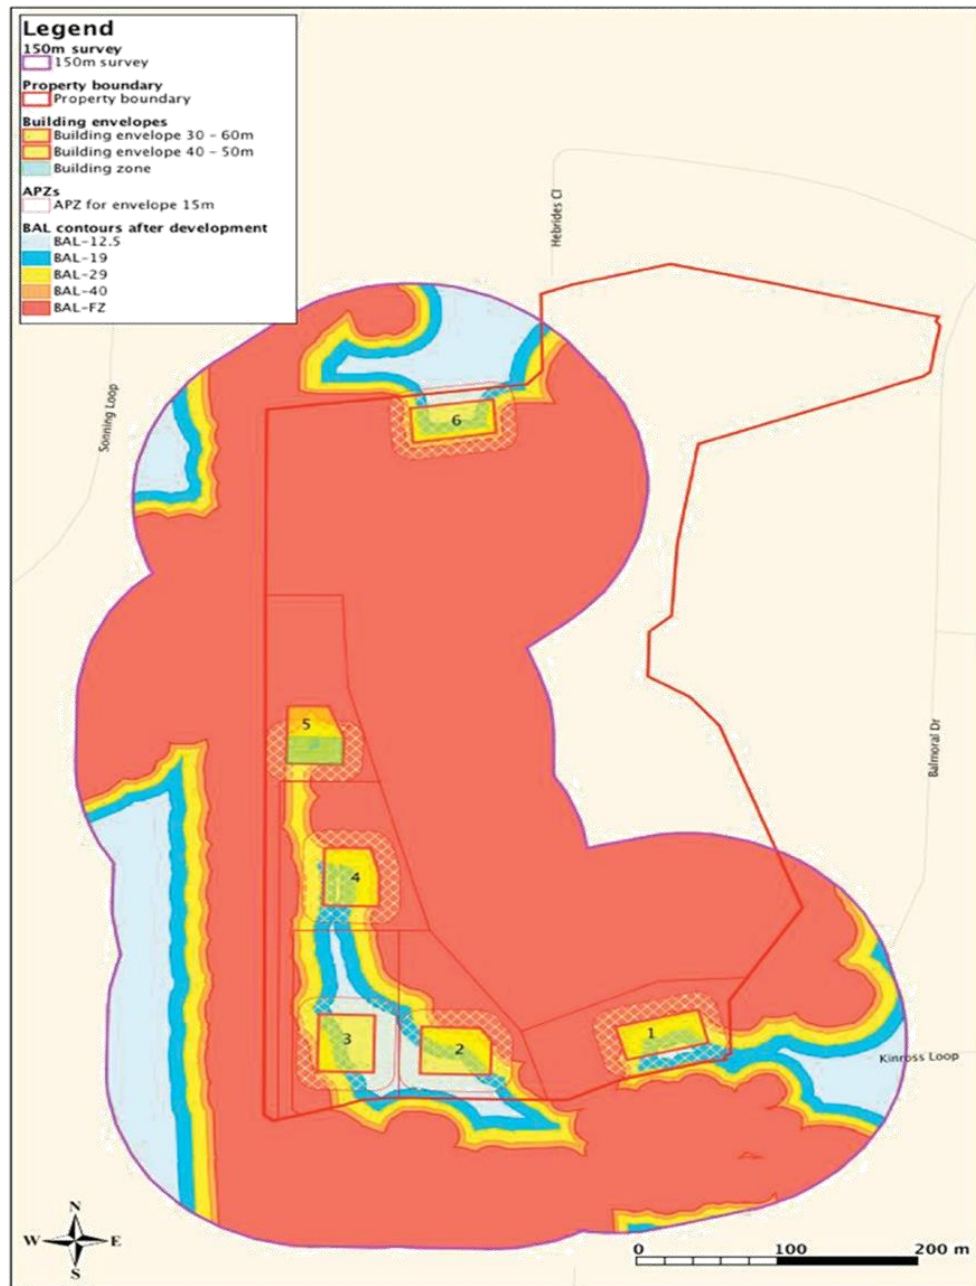 Legend
150m survey
150m survey
Property boundary
Property boundary
Building envelopes
Building envelope 30 - 60m
Building envelope 40 - 50m
Building zone
APZs
APZ for envelope 15m
BAL contours after development
BAL-12.5
BAL-19
BAL-29
BAL-40
BAL-FZ
Hebrides Cl
Sonning Loop
6
5
Balmoral Dr
4
1
3
2
Kinross Loop
N
W E
S
0 100 200 m